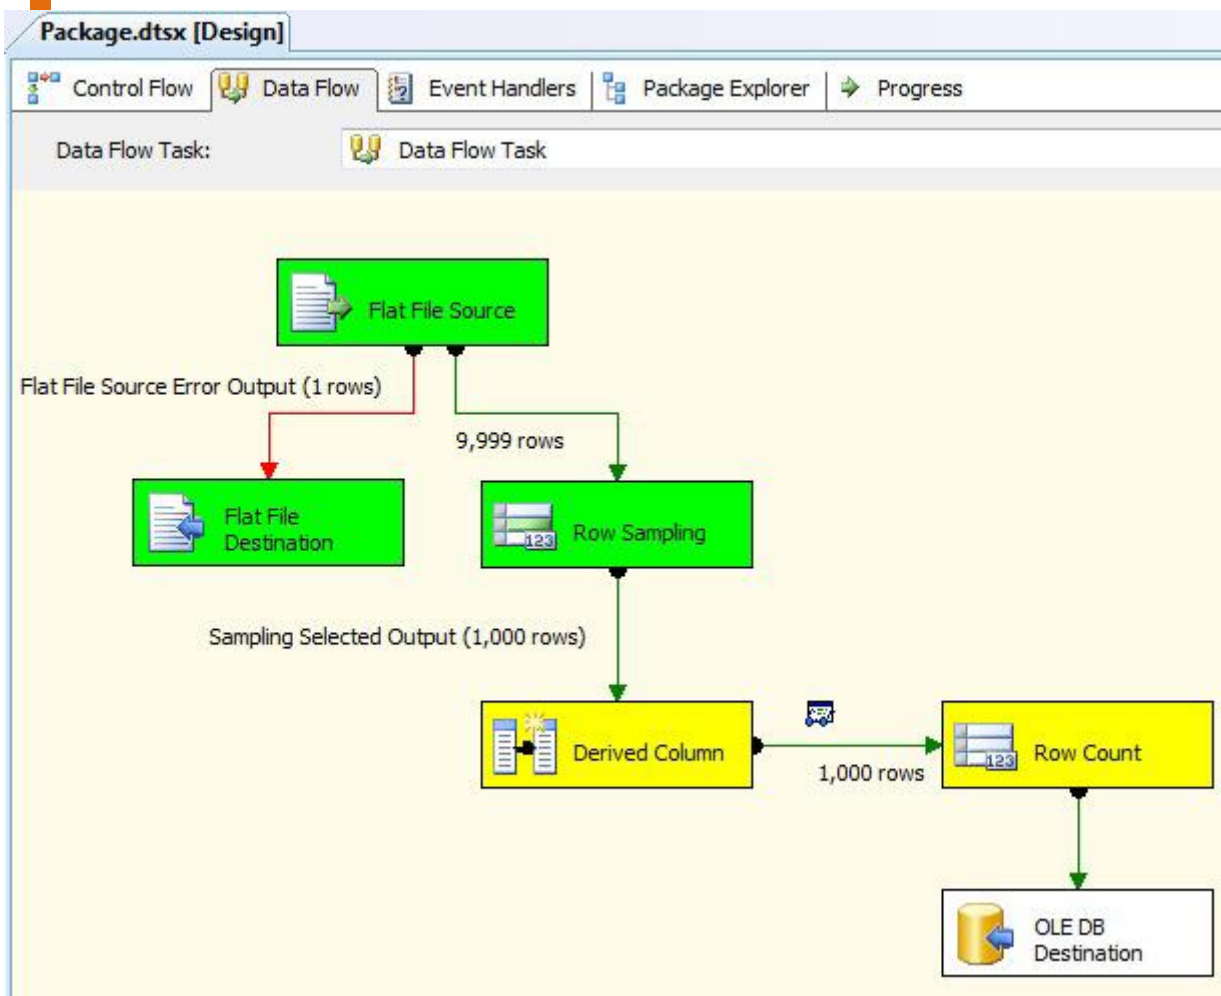 Package.dtsx [Design]
Control Flow Data Flow Event Handlers Package Explorer Progress
Data Flow Task: Data Flow Task
Flat File Source
Flat File Source Error Output (1 rows)
9,999 rows
Flat File
Destination
123 Row Sampling
Sampling Selected Output (1,000 rows)
Derived Column
1,000 rows
123 Row Count
OLE DB
Destination